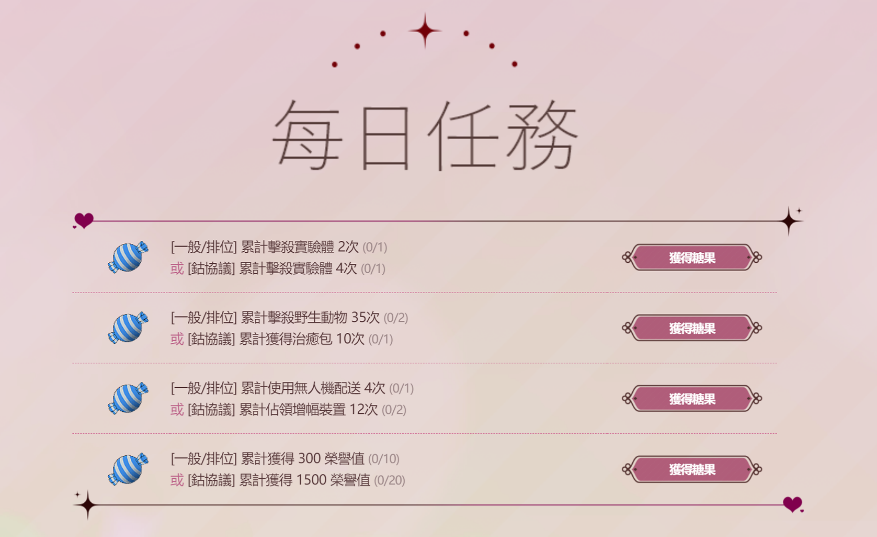 每日任務
[一般/排位] 累計擊殺實驗體 2次 (0/1)
或 [鈷協議] 累計擊殺實驗體 4次 (0/1)
獲得糖果
[一般/排位] 累計擊殺野生動物 35次 (0/2)
或 [鈷協議] 累計獲得治癒包 10次 (0/1)
獲得糖果
[一般/排位] 累計使用無人機配送 4次 (0/1)
或 [鈷協議] 累計佔領增幅裝置 12次 (0/2)
獲得糖果
[一般/排位] 累計獲得 300 榮譽值 (0/10)
或 [鈷協議] 累計獲得 1500 榮譽值 (0/20)
獲得糖果